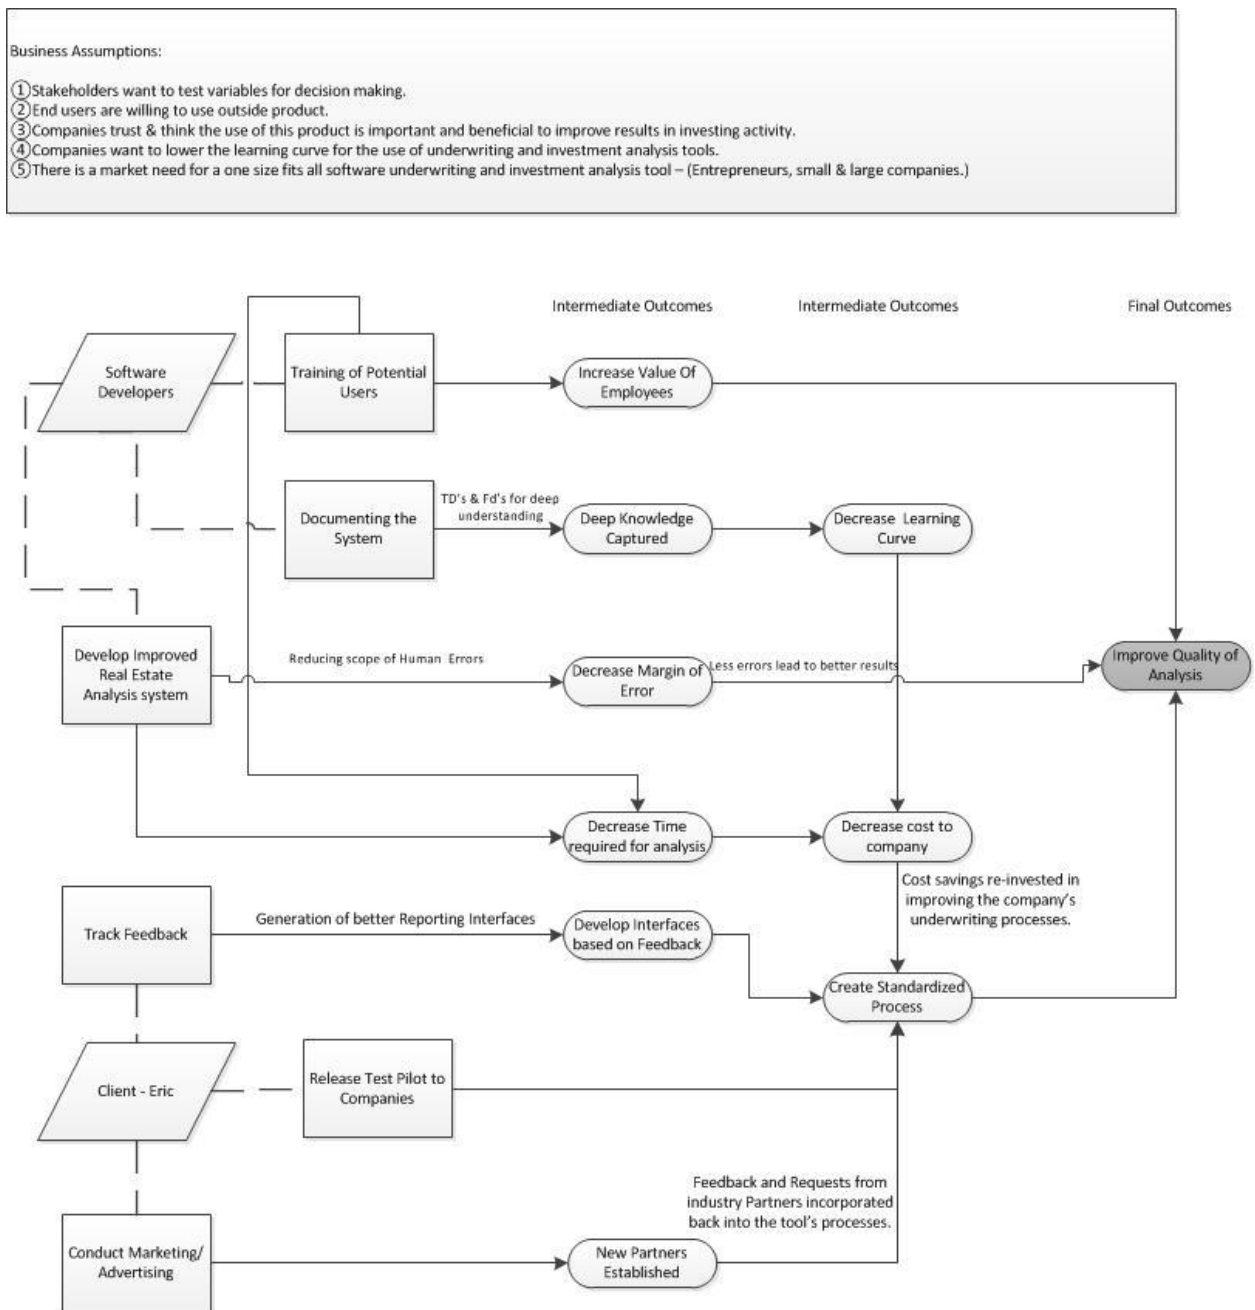 Business Assumptions:
①Stakeholders want to test variables for decision making.
②End users are willing to use outside product.
③Companies trust & think the use of this product is important and beneficial to improve results in investing activity.
④Companies want to lower the learning curve for the use of underwriting and investment analysis tools.
⑤There is a market need for a one size fits all software underwriting and investment analysis tool – (Entrepreneurs, small & large companies.)
Intermediate Outcomes
Intermediate Outcomes
Final Outcomes
Software
Developers
Training of Potential
Users
Increase Value Of
Employees
Documenting the
System
TD's & Fd's for deep
understanding
Deep Knowledge
Captured
Decrease Learning
Curve
Develop Improved
Real Estate
Analysis system
Reducing scope of Human Errors
Decrease Margin of
Error
Less errors lead to better results
Improve Quality of
Analysis
Decrease Time
required for analysis
Decrease cost to
company
Cost savings re-invested in
improving the company's
underwriting processes.
Track Feedback
Generation of better Reporting Interfaces
Develop Interfaces
based on Feedback
Create Standardized
Process
Client - Eric
Release Test Pilot to
Companies
Feedback and Requests from
industry Partners incorporated
back into the tool's processes.
Conduct Marketing/
Advertising
New Partners
Established